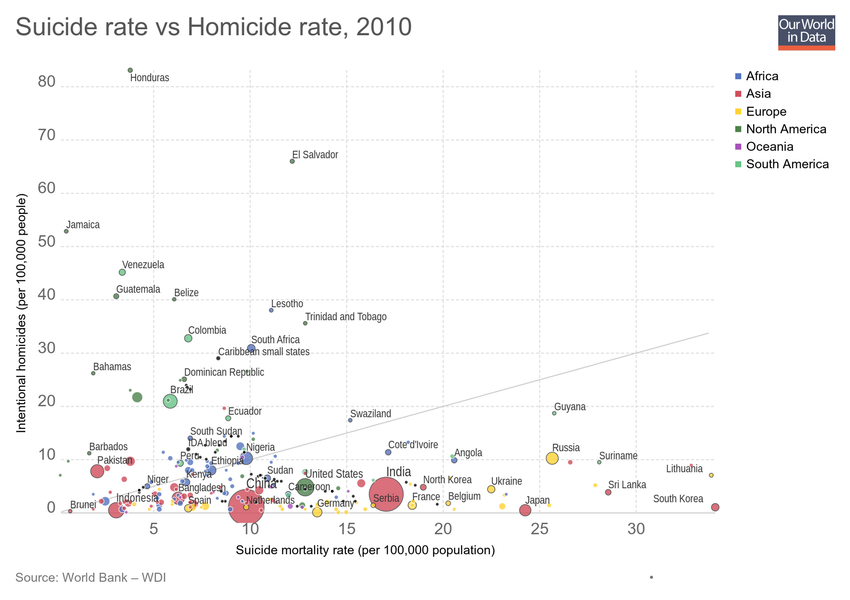 Suicide rate vs Homicide rate, 2010
Our World
in Data
80
70
60
50
40
30
20
10
0
Honduras
El Salvador
Jamaica
Venezuela
Guatemala
Belize
Lesotho
Trinidad and Tobago
Colombia
South Africa
Caribbean small states
Bahamas
Dominican Republic
Brazil
Ecuador
Guyana
Swaziland
South Sudan
IDA blend
Cote d'Ivoire
Barbados
Nigeria
Angola
Russia
Peru
Pakistan
Ethiopia
Suriname
Sudan
United States
India
Lithuania
Kenya
Niger
China
North Korea
Ukraine
Bangladesh
Cameroon
Sri Lanka
Indonesia
Spain
Netherlands
Serbia
France
Belgium
South Korea
Brunei
Germany
Japan
5
10
15
20
25
30
Intentional homicides (per 100,000 people)
Suicide mortality rate (per 100,000 population)
Africa
Asia
Europe
North America
Oceania
South America
Source: World Bank – WDI